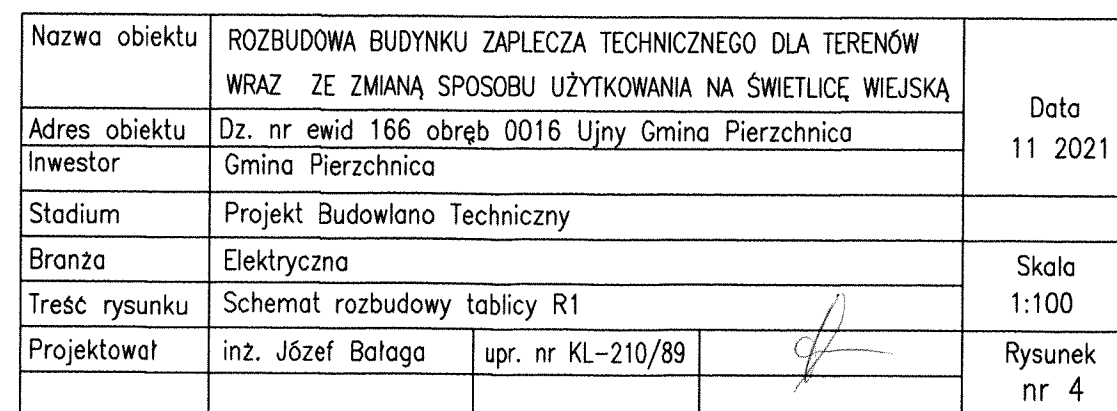 Nazwa obiektu ROZBUDOWA BUDYNKU ZAPLECZA TECHNICZNEGO DLA TERENÓW
WRAZ ZE ZMIANĄ SPOSOBU UŻYTKOWANIA NA ŚWIETLICĘ WIEJSKĄ
Data
11 2021
Adres obiektu Dz. nr ewid 166 obręb 0016 Ujny Gmina Pierzchnica
Inwestor Gmina Pierzchnica
Stadium Projekt Budowlano Techniczny
Branża Elektryczna
Skala
1:100
Treść rysunku Schemat rozbudowy tablicy R1
Projektował inż. Józef Bałaga upr. nr KL-210/89
Rysunek
nr 4